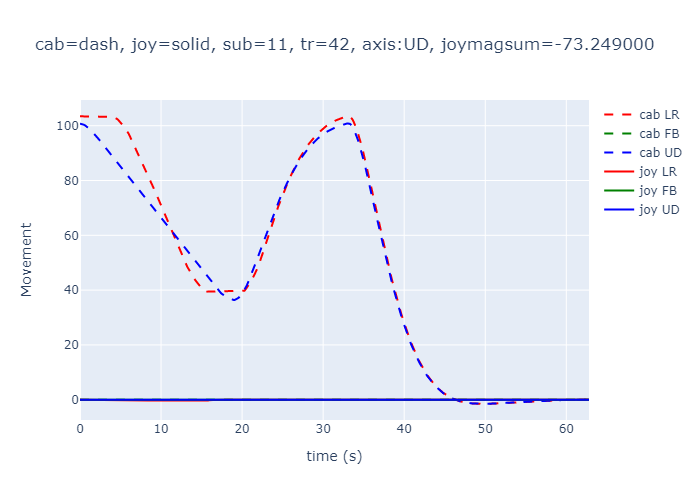 cab=dash, joy=solid, sub=11, tr=42, axis:UD, joymagsum=-73.249000
cab LR
cab FB
cab UD
joy LR
joy FB
joy UD
Movement
100
80
60
40
20
0
0 10 20 30 40 50 60
time (s)